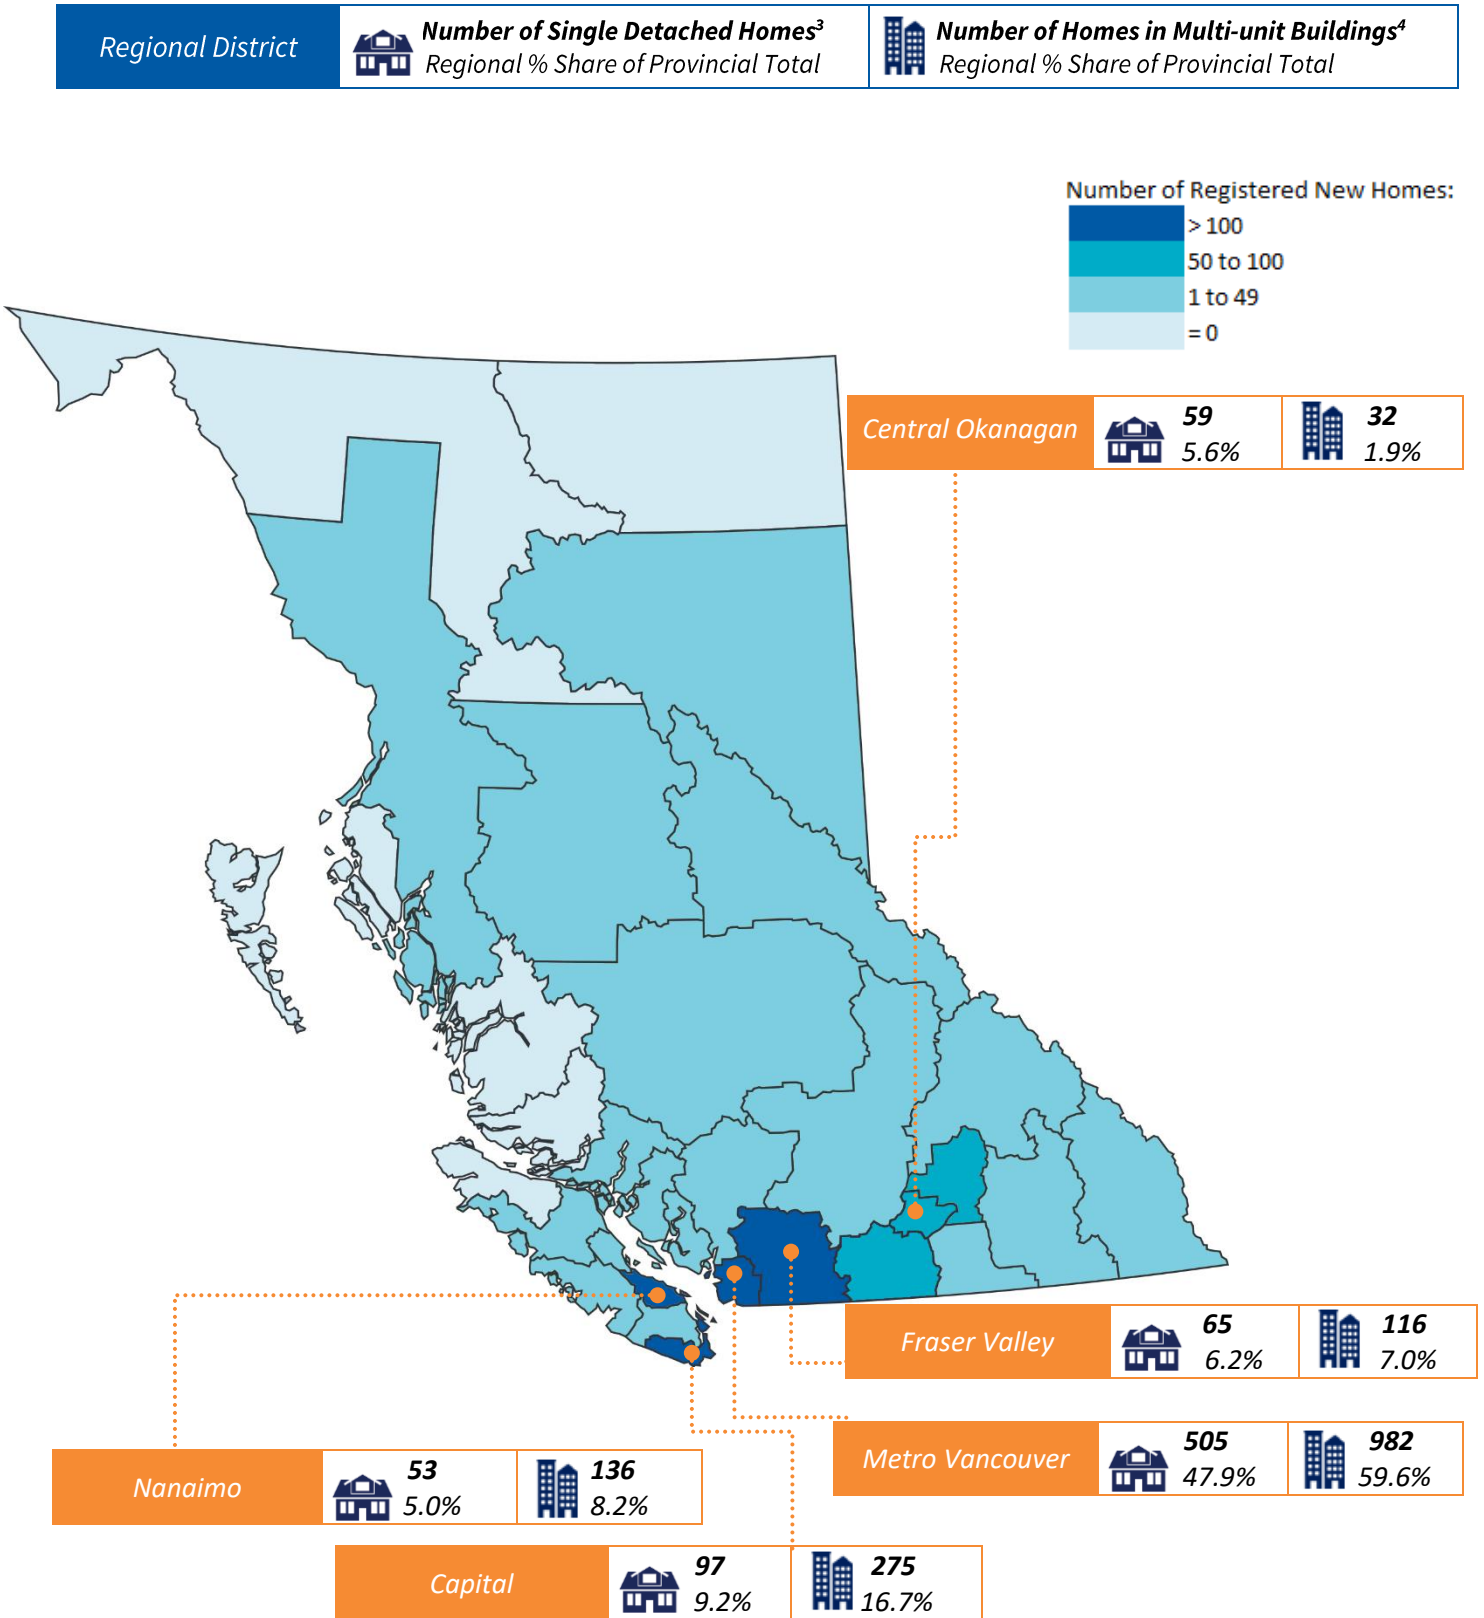 Regional District
Number of Single Detached Homes³
Regional % Share of Provincial Total
Number of Homes in Multi-unit Buildings⁴
Regional % Share of Provincial Total
Number of Registered New Homes:
> 100
50 to 100
1 to 49
= 0
Central Okanagan
59
5.6%
32
1.9%
Fraser Valley
65
6.2%
116
7.0%
Metro Vancouver
505
47.9%
982
59.6%
Nanaimo
53
5.0%
136
8.2%
Capital
97
9.2%
275
16.7%